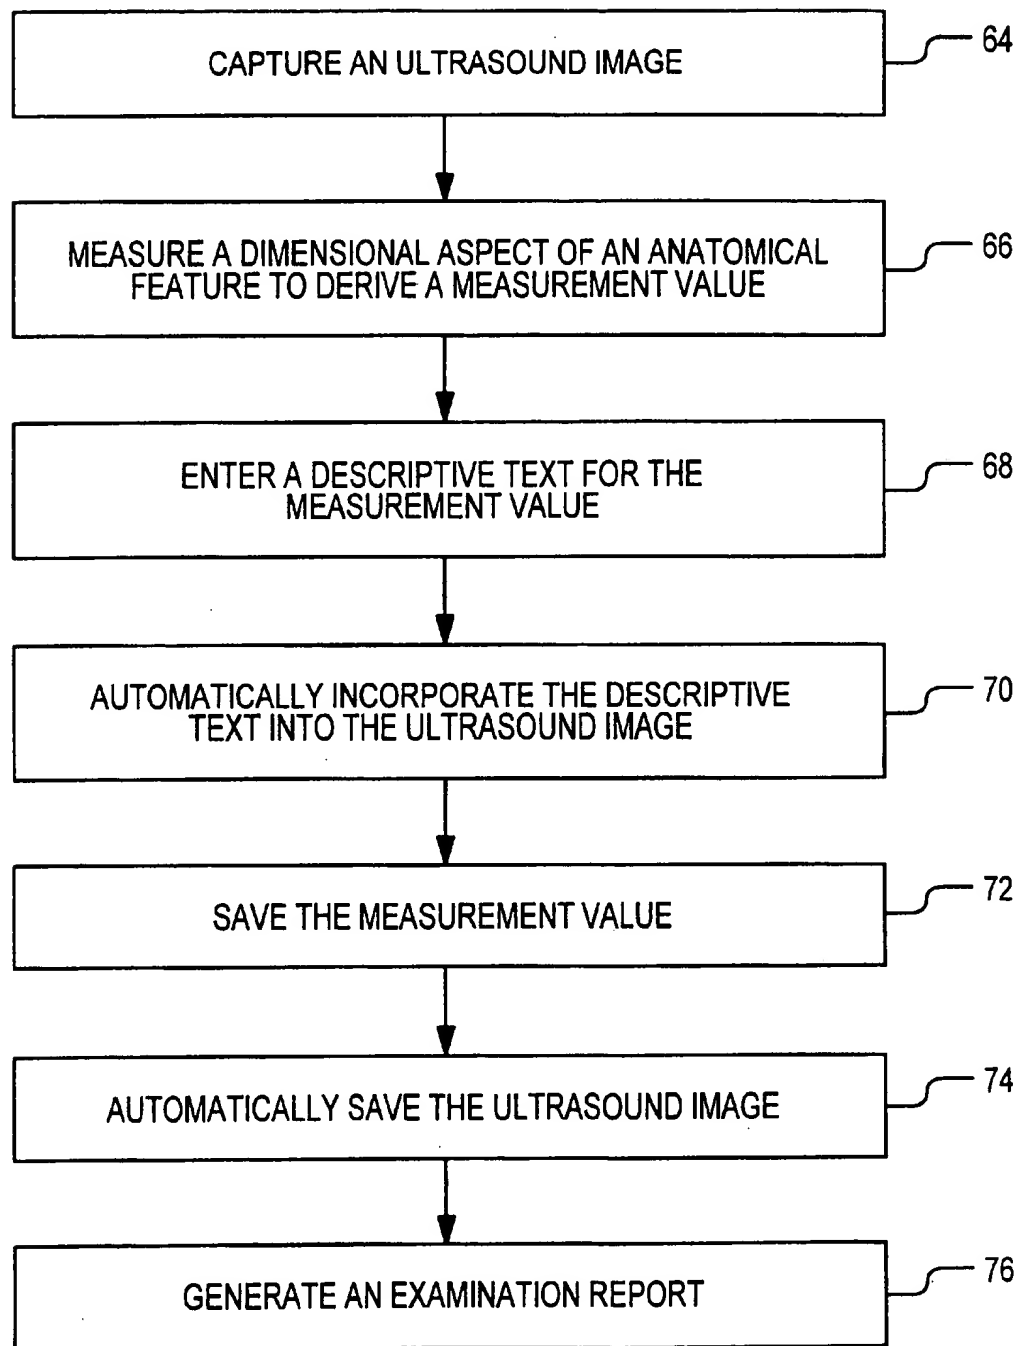 CAPTURE AN ULTRASOUND IMAGE
64
MEASURE A DIMENSIONAL ASPECT OF AN ANATOMICAL
FEATURE TO DERIVE A MEASUREMENT VALUE
66
ENTER A DESCRIPTIVE TEXT FOR THE
MEASUREMENT VALUE
68
AUTOMATICALLY INCORPORATE THE DESCRIPTIVE
TEXT INTO THE ULTRASOUND IMAGE
70
SAVE THE MEASUREMENT VALUE
72
AUTOMATICALLY SAVE THE ULTRASOUND IMAGE
74
GENERATE AN EXAMINATION REPORT
76